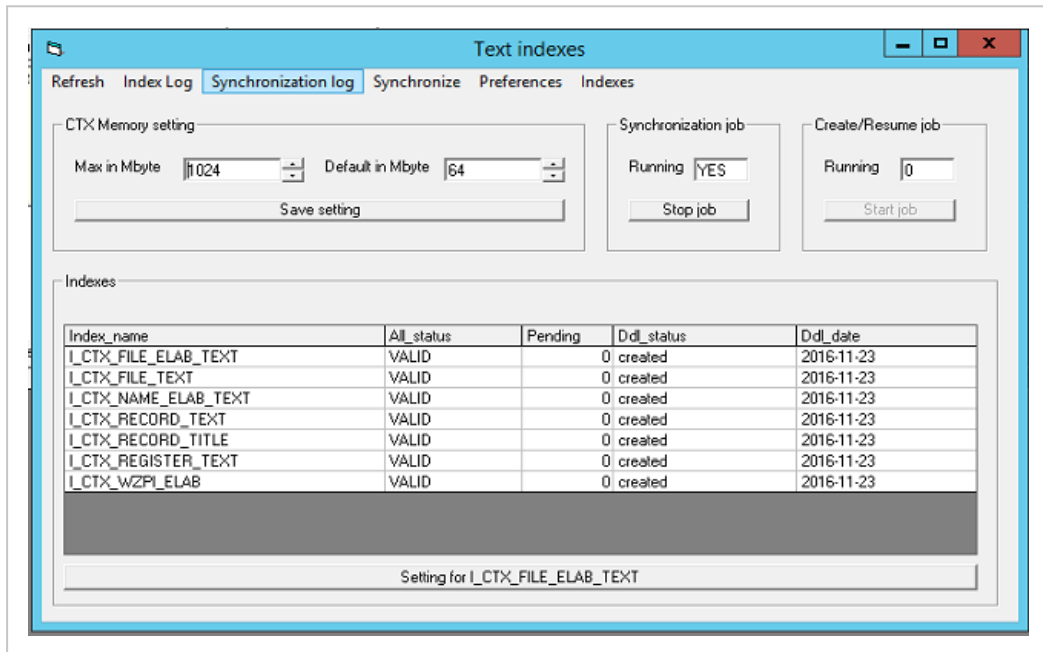 Text indexes
Refresh Index Log Synchronization log Synchronize Preferences Indexes
CTX Memory setting Synchronization job Create/Resume job
Max in Mbyte 1024 Default in Mbyte 64 Running YES Running 0
Save setting Stop job Start job
Indexes
Index_name All_status Pending Ddl_status Ddl_date
I_CTX_FILE_ELAB_TEXT VALID 0 created 2016-11-23
I_CTX_FILE_TEXT VALID 0 created 2016-11-23
I_CTX_NAME_ELAB_TEXT VALID 0 created 2016-11-23
I_CTX_RECORD_TEXT VALID 0 created 2016-11-23
I_CTX_RECORD_TITLE VALID 0 created 2016-11-23
I_CTX_REGISTER_TEXT VALID 0 created 2016-11-23
I_CTX_WZPI_ELAB VALID 0 created 2016-11-23
Setting for I_CTX_FILE_ELAB_TEXT